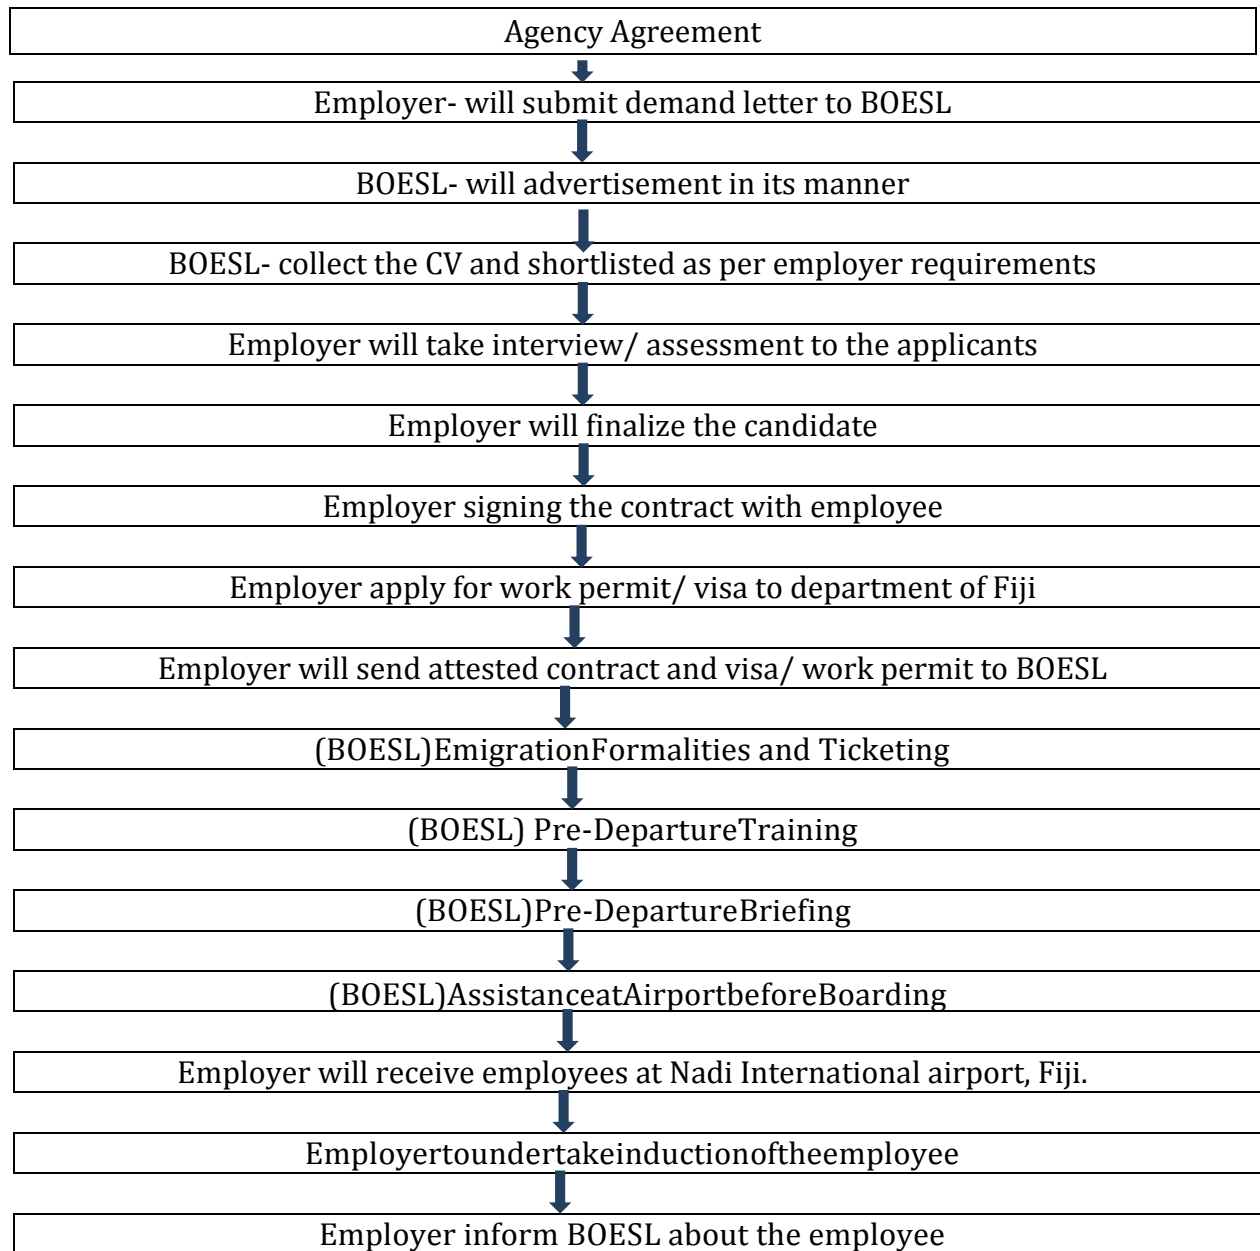 Agency Agreement
Employer- will submit demand letter to BOESL
BOESL- will advertisement in its manner
BOESL- collect the CV and shortlisted as per employer requirements
Employer will take interview/ assessment to the applicants
Employer will finalize the candidate
Employer signing the contract with employee
Employer apply for work permit/ visa to department of Fiji
Employer will send attested contract and visa/ work permit to BOESL
(BOESL)EmigrationFormalities and Ticketing
(BOESL) Pre-DepartureTraining
(BOESL)Pre-DepartureBriefing
(BOESL)AssistanceatAirportbeforeBoarding
Employer will receive employees at Nadi International airport, Fiji.
Employertoundertakeinductionoftheemployee
Employer inform BOESL about the employee